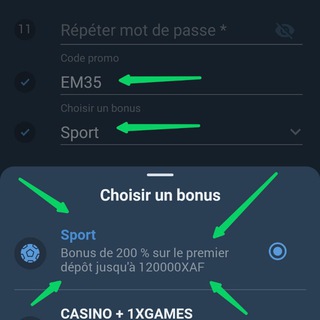 11
Répéter mot de passe *
Code promo
EM35
Choisir un bonus
Sport
Choisir un bonus
Sport
Bonus de 200 % sur le premier
dépôt jusqu'à 120000XAF
CASINO + 1XGAMES